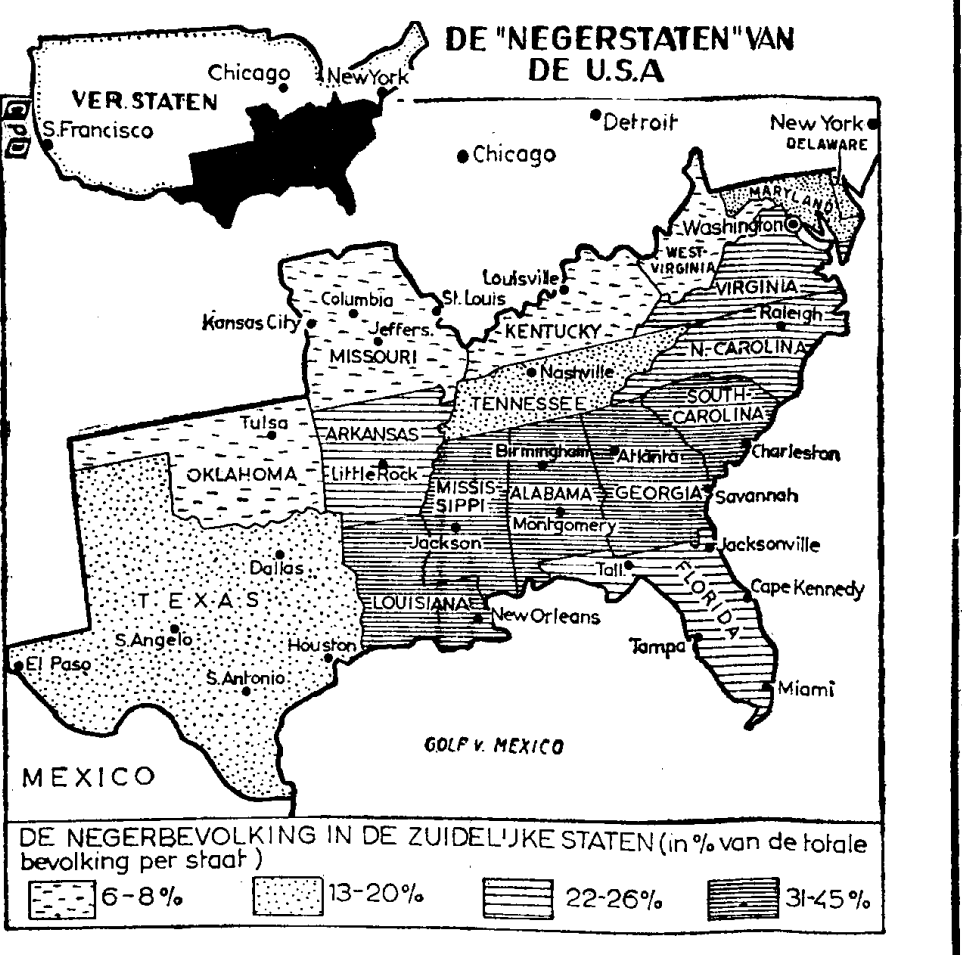 DE "NEGERSTATEN" VAN
DE U.S.A
Chicago
New York
VER. STATEN
S.Francisco
cpb
Detroit
New York
Chicago
DELAWARE
MARYLAND
Washington
WEST-
VIRGINIA
Louisville
VIRGINIA
Columbia
St. Louis
Raleigh
Kansas City
Jeffers.
KENTUCKY
MISSOURI
N-CAROLINA
Nashville
TENNESSEE
SOUTH-
CAROLINA
Tulsa
ARKANSAS
Birmingham
Atlanta
Charleston
OKLAHOMA
Little Rock
MISSIS-
SIPPI
ALABAMA
GEORGIA
Savannah
Montgomery
Jackson
Jacksonville
Dallas
Tall.
FLORIDA
Cape Kennedy
TEXAS
LOUISIANA
New Orleans
S.Angelo
Houston
Tampa
El Paso
S.Antonio
Miami
GOLF v. MEXICO
MEXICO
DE NEGERBEVOLKING IN DE ZUIDELIJKE STATEN (in % van de totale
bevolking per staat)
6-8%
13-20%
22-26%
31-45%